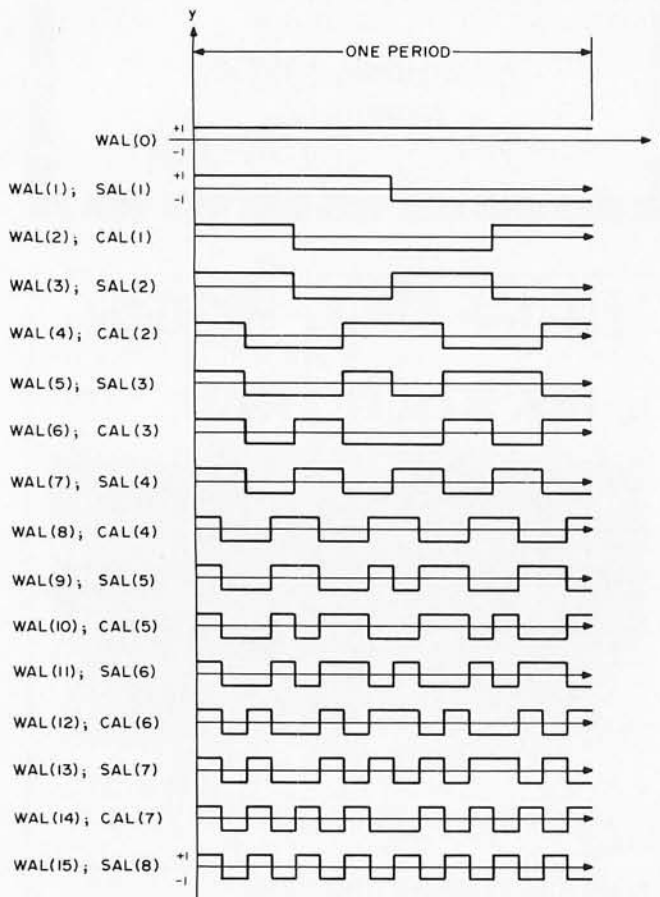 y
ONE PERIOD
+1
WAL(0)
-1
+1
WAL(1); SAL(1)
-1
WAL(2); CAL(1)
WAL(3); SAL(2)
WAL(4); CAL(2)
WAL(5); SAL(3)
WAL(6); CAL(3)
WAL(7); SAL(4)
WAL(8); CAL(4)
WAL(9); SAL(5)
WAL(10); CAL(5)
WAL(11); SAL(6)
WAL(12); CAL(6)
WAL(13); SAL(7)
WAL(14); CAL(7)
+1
WAL(15); SAL(8)
-1